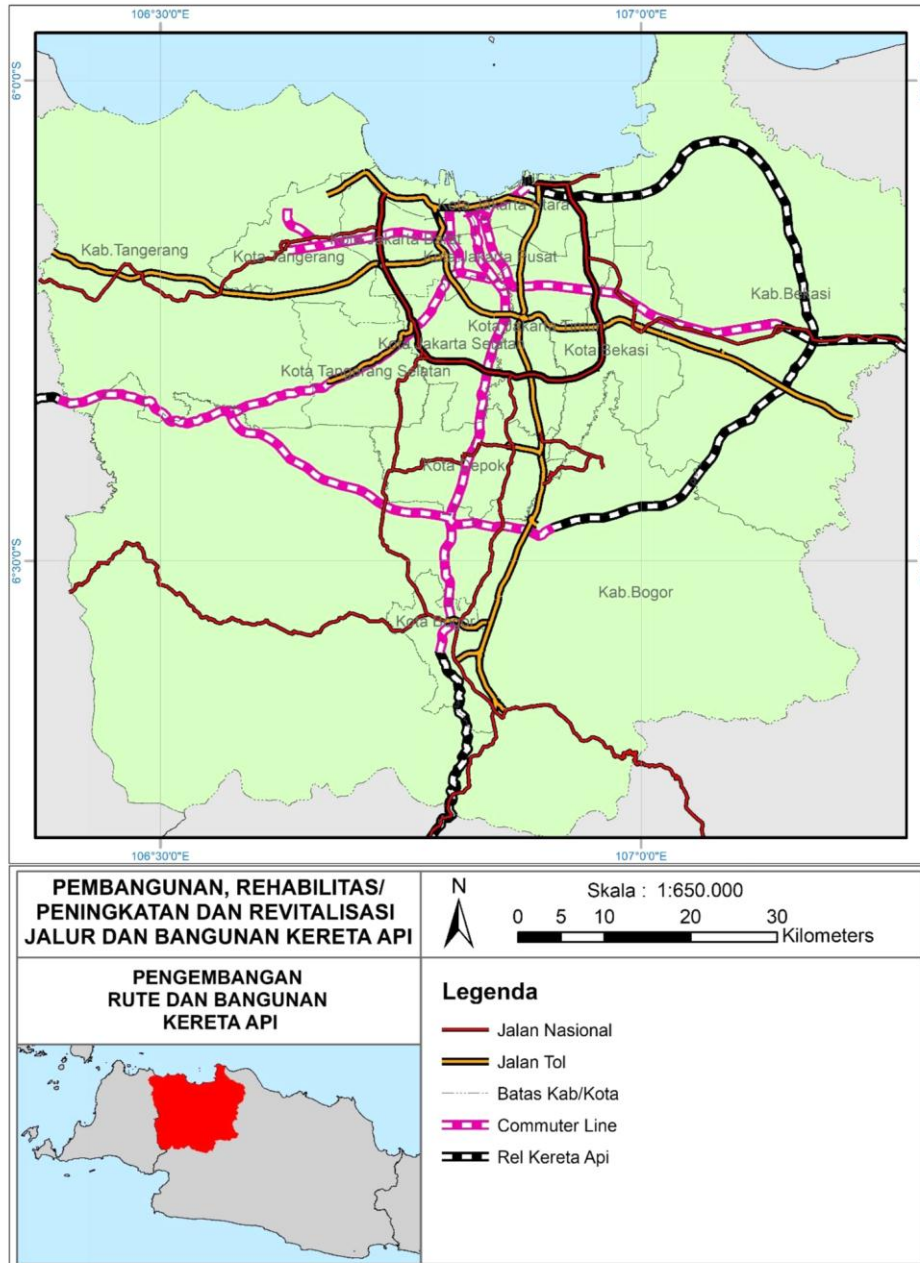 106°30'0"E
107°0'0"E
6°0'0"S
Kota Jakarta Utara
Kota Jakarta Barat
Kab.Tangerang
Kota Tangerang
Kota Jakarta Pusat
Kab.Bekasi
Kota Jakarta Timur
Kota Jakarta Selatan
Kota Bekasi
Kota Tangerang Selatan
Kota Depok
6°30'0"S
Kab.Bogor
Kota Bogor
106°30'0"E
107°0'0"E
PEMBANGUNAN, REHABILITAS/
PENINGKATAN DAN REVITALISASI
JALUR DAN BANGUNAN KERETA API
N
Skala : 1:650.000
0 5 10 20 30
Kilometers
PENGEMBANGAN
RUTE DAN BANGUNAN
KERETA API
Legenda
Jalan Nasional
Jalan Tol
Batas Kab/Kota
Commuter Line
Rel Kereta Api